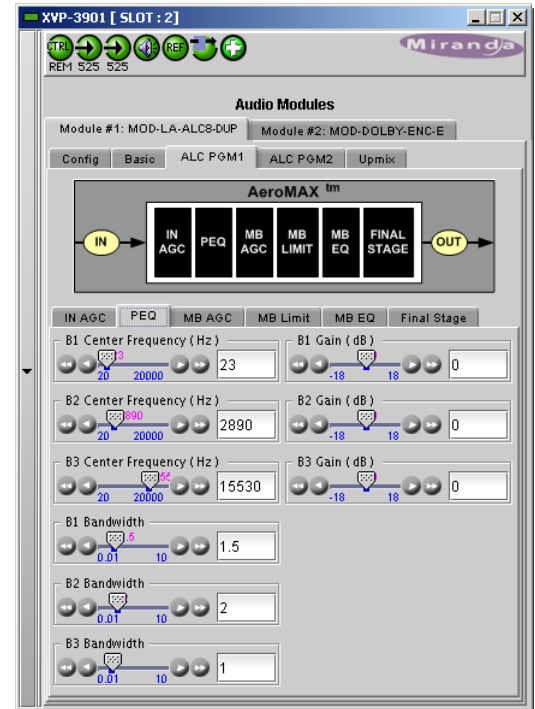 XVP-3901 [ SLOT : 2]
CTRL REF Miranda
REM 525 525
Audio Modules
Module #1: MOD-LA-ALC8-DUP Module #2: MOD-DOLBY-ENC-E
Config Basic ALC PGM1 ALC PGM2 Upmix
AeroMAX tm
IN IN AGC PEQ MB AGC MB LIMIT MB EQ FINAL STAGE OUT
IN AGC PEQ MB AGC MB Limit MB EQ Final Stage
B1 Center Frequency ( Hz ) B1 Gain ( dB )
20 20000 23 -18 18 0
B2 Center Frequency ( Hz ) B2 Gain ( dB )
20 20000 2890 -18 18 0
B3 Center Frequency ( Hz ) B3 Gain ( dB )
20 20000 15530 -18 18 0
B1 Bandwidth
0.01 10 1.5
B2 Bandwidth
0.01 10 2
B3 Bandwidth
0.01 10 1